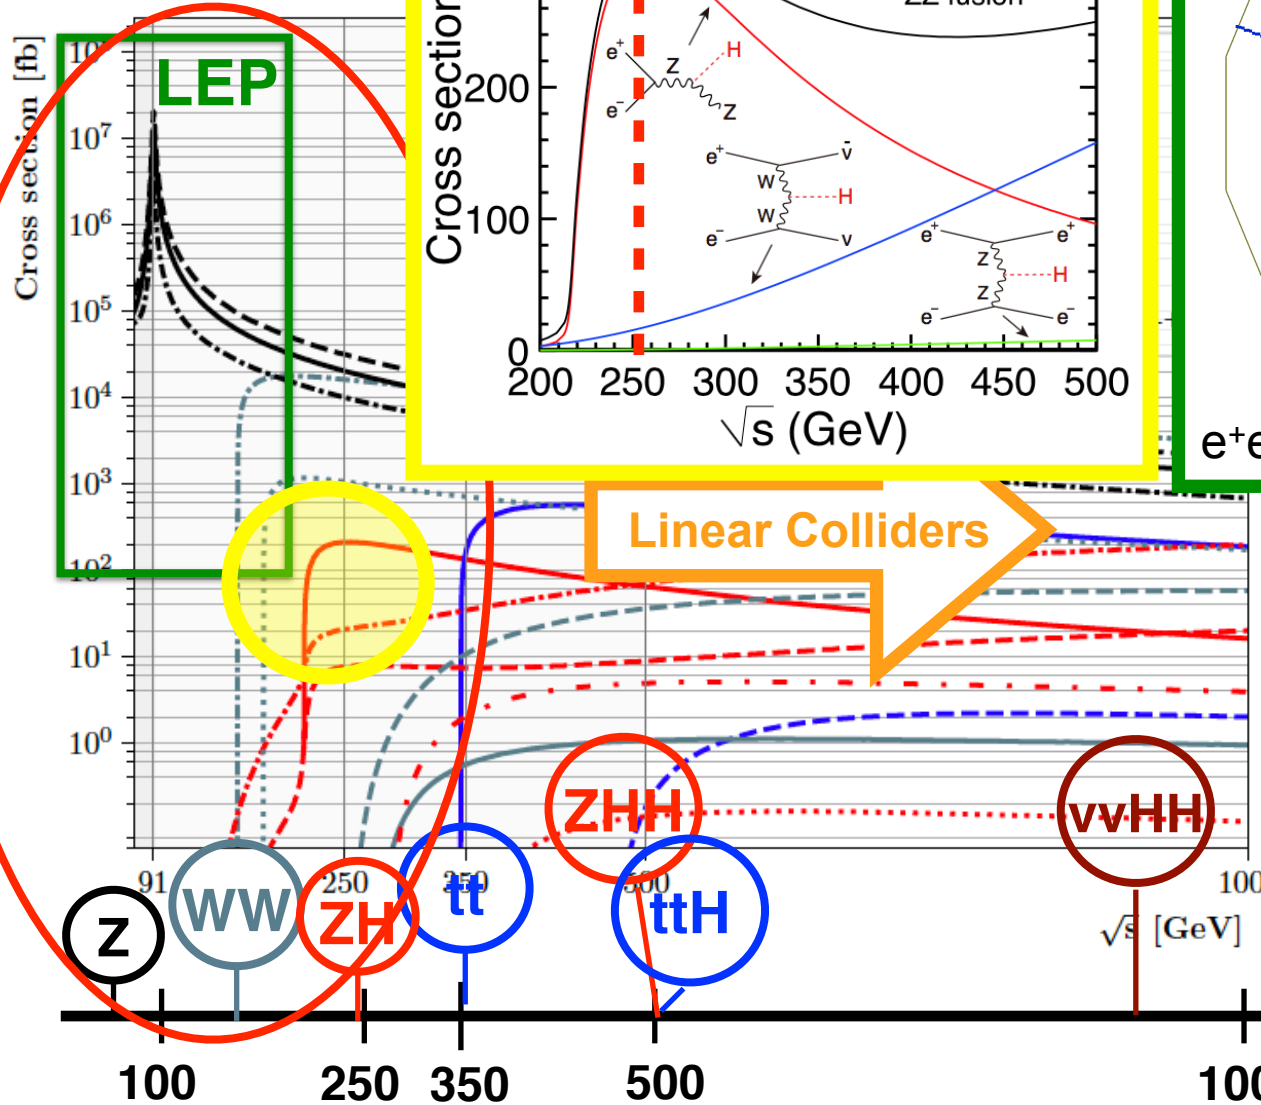 Cross section [fb]
LEP
10⁷
10⁶
10⁵
10⁴
10³
10²
10¹
10⁰
Cross section
200
100
0
200 250 300 350 400 450 500
√s (GeV)
ZZ fusion
e⁺
e⁻
Z
H
Z
e⁺
e⁻
W
W
H
ν̄
ν
e⁺
e⁻
Z
Z
H
e⁺
e⁻
e⁺e
Linear Colliders
ZHH
ννHH
91 250 350 500 100
Z
WW
ZH
tt
ttH
√s [GeV]
100 250 350 500 100